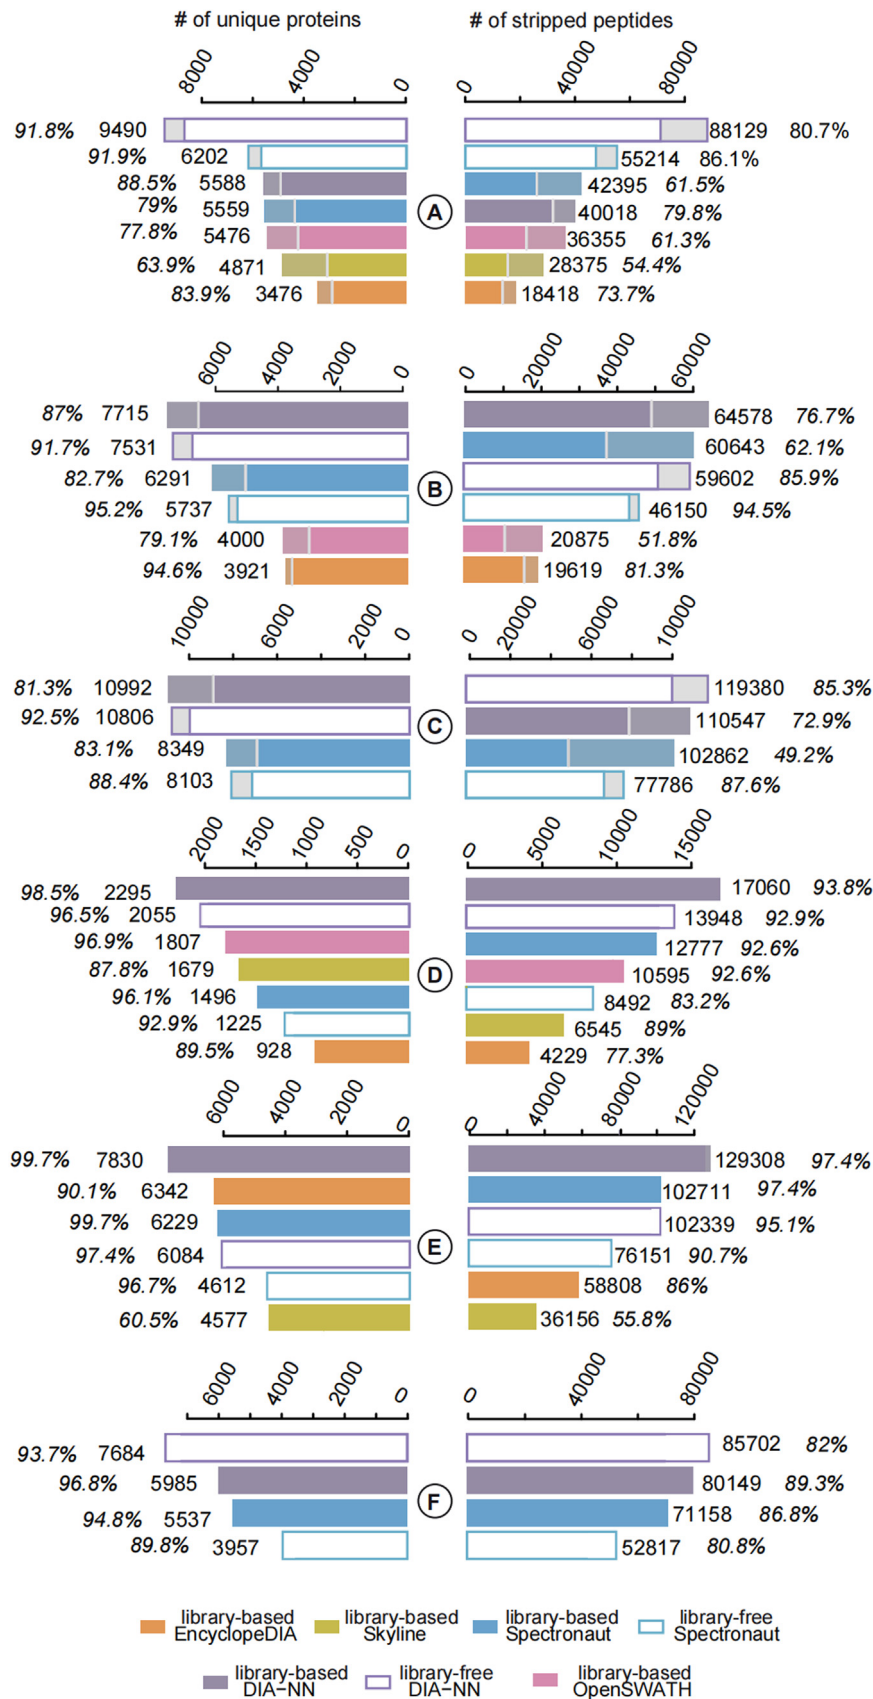 # of unique proteins # of stripped peptides
8000 4000 0 0 40000 80000
91.8% 9490 88129 80.7%
91.9% 6202 55214 86.1%
88.5% 5588 42395 61.5%
79% 5559 A 40018 79.8%
77.8% 5476 36355 61.3%
63.9% 4871 28375 54.4%
83.9% 3476 18418 73.7%
6000 4000 2000 0 0 20000 40000 60000
87% 7715 64578 76.7%
91.7% 7531 60643 62.1%
82.7% 6291 B 59602 85.9%
95.2% 5737 46150 94.5%
79.1% 4000 20875 51.8%
94.6% 3921 19619 81.3%
10000 6000 0 0 20000 60000 10000
81.3% 10992 119380 85.3%
92.5% 10806 C 110547 72.9%
83.1% 8349 102862 49.2%
88.4% 8103 77786 87.6%
2000 1500 1000 500 0 0 5000 10000 15000
98.5% 2295 17060 93.8%
96.5% 2055 13948 92.9%
96.9% 1807 12777 92.6%
87.8% 1679 D 10595 92.6%
96.1% 1496 8492 83.2%
92.9% 1225 6545 89%
89.5% 928 4229 77.3%
6000 4000 2000 0 0 40000 80000 120000
99.7% 7830 129308 97.4%
90.1% 6342 102711 97.4%
99.7% 6229 E 102339 95.1%
97.4% 6084 76151 90.7%
96.7% 4612 58808 86%
60.5% 4577 36156 55.8%
6000 4000 2000 0 0 40000 80000
93.7% 7684 85702 82%
96.8% 5985 F 80149 89.3%
94.8% 5537 71158 86.8%
89.8% 3957 52817 80.8%
library-based library-based library-based library-free
EncyclopeDIA Skyline Spectronaut Spectronaut
library-based library-free library-based
DIA−NN DIA−NN OpenSWATH